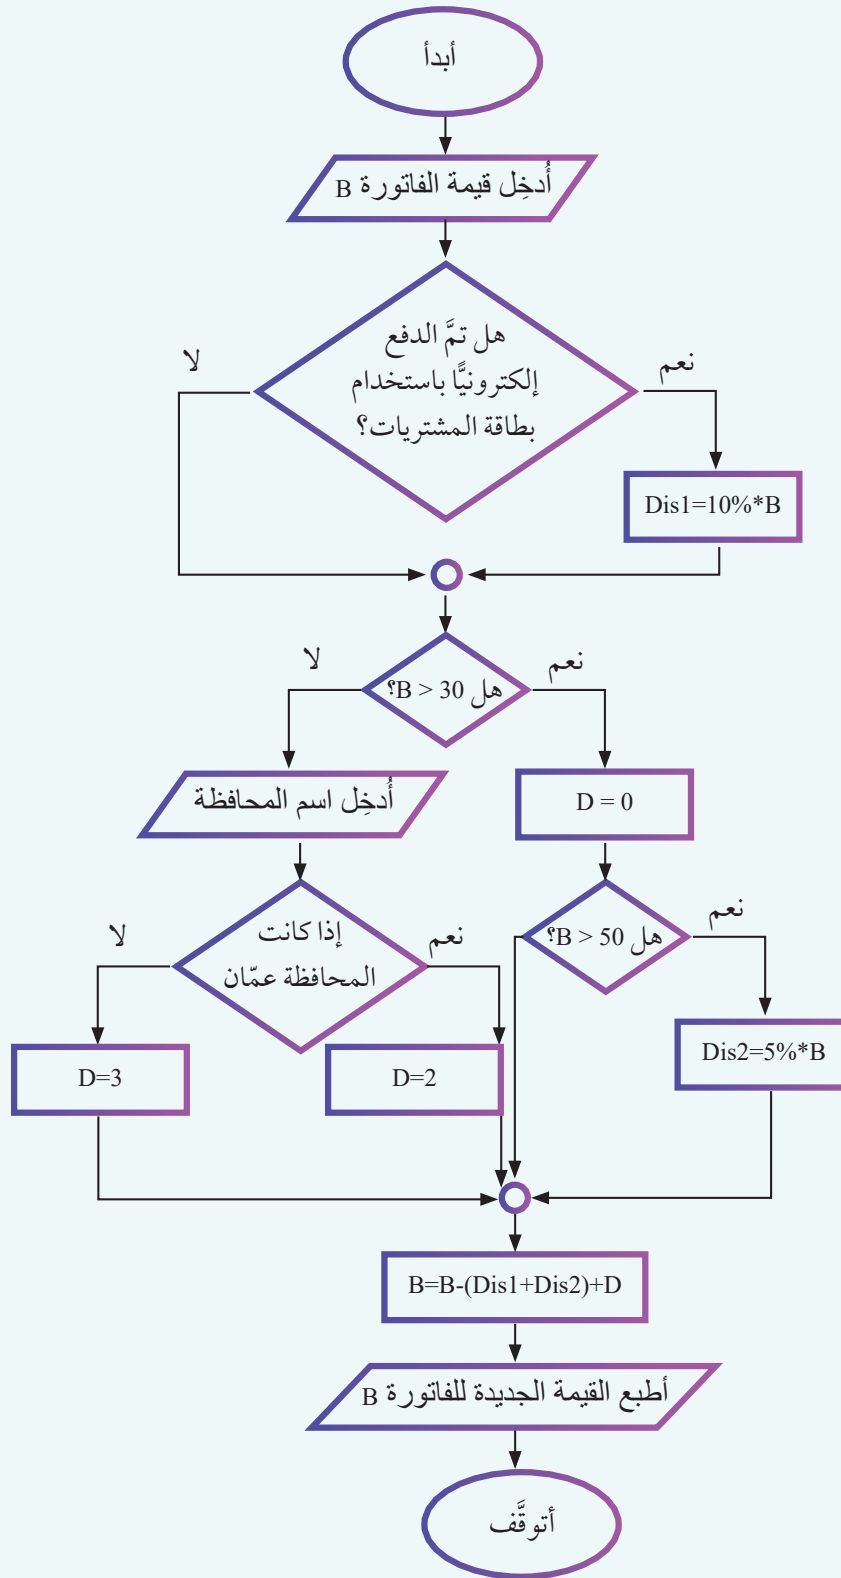 أبدأ
أُدخِل قيمة الفاتورة B
هل تمَّ الدفع
إلكترونيًّا باستخدام
بطاقة المشتريات؟
نعم
لا
Dis1=10%*B
هل B > 30؟
نعم
لا
D = 0
أُدخِل اسم المحافظة
هل B > 50؟
نعم
إذا كانت
المحافظة عمّان
نعم
لا
Dis2=5%*B
D=2
D=3
B=B-(Dis1+Dis2)+D
أطبع القيمة الجديدة للفاتورة B
أتوقَّف